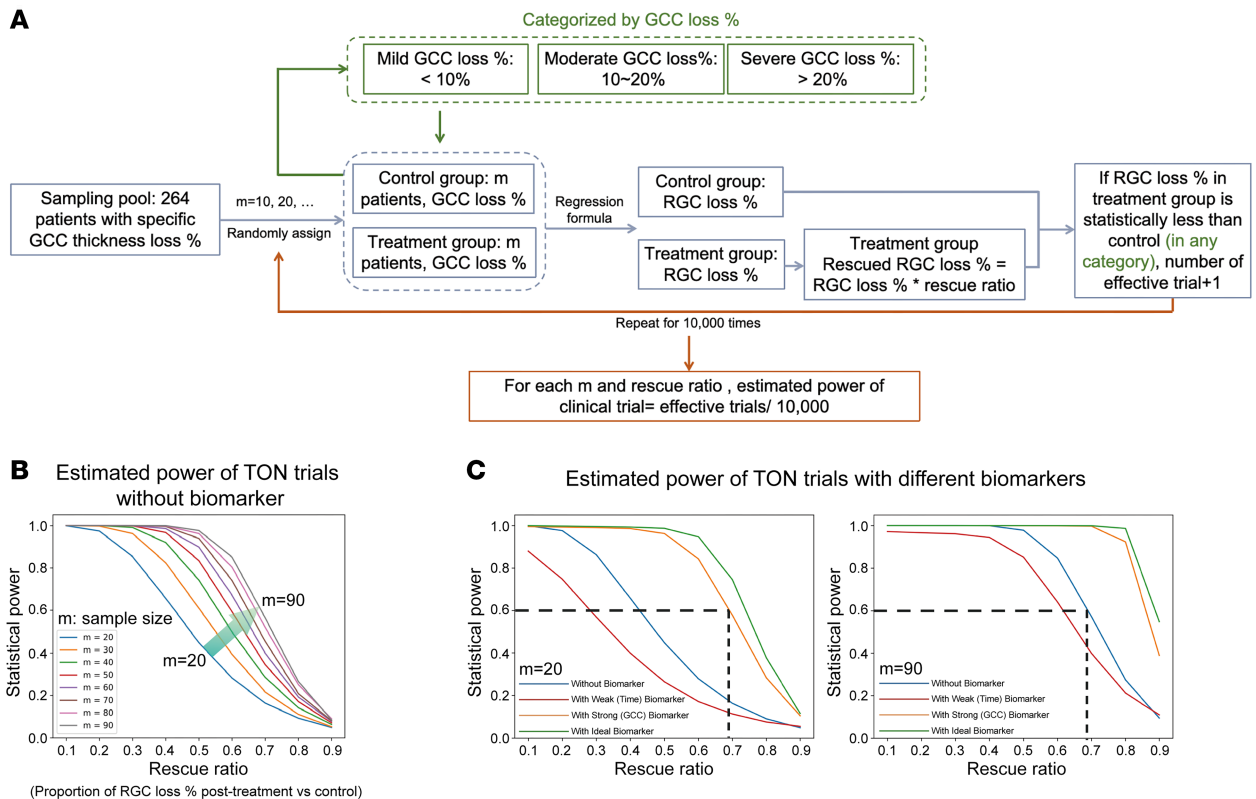 A
Categorized by GCC loss %
Mild GCC loss %:
< 10%
Moderate GCC loss%:
10~20%
Severe GCC loss %:
> 20%
Sampling pool: 264
patients with specific
GCC thickness loss %
m=10, 20, ...
Randomly assign
Control group: m
patients, GCC loss %
Treatment group: m
patients, GCC loss %
Regression
formula
Control group:
RGC loss %
Treatment group:
RGC loss %
Treatment group
Rescued RGC loss % =
RGC loss % * rescue ratio
If RGC loss % in
treatment group is
statistically less than
control (in any
category), number of
effective trial+1
Repeat for 10,000 times
For each m and rescue ratio , estimated power of
clinical trial= effective trials/ 10,000
B
Estimated power of TON trials
without biomarker
Statistical power
1.0
0.8
0.6
0.4
0.2
0.0
m: sample size
m = 20
m = 30
m = 40
m = 50
m = 60
m = 70
m = 80
m = 90
m=90
m=20
0.1 0.2 0.3 0.4 0.5 0.6 0.7 0.8 0.9
Rescue ratio
(Proportion of RGC loss % post-treatment vs control)
C
Estimated power of TON trials with different biomarkers
Statistical power
1.0
0.8
0.6
0.4
0.2
0.0
m=20
Without Biomarker
With Weak (Time) Biomarker
With Strong (GCC) Biomarker
With Ideal Biomarker
0.1 0.2 0.3 0.4 0.5 0.6 0.7 0.8 0.9
Rescue ratio
Statistical power
1.0
0.8
0.6
0.4
0.2
0.0
m=90
Without Biomarker
With Weak (Time) Biomarker
With Strong (GCC) Biomarker
With Ideal Biomarker
0.1 0.2 0.3 0.4 0.5 0.6 0.7 0.8 0.9
Rescue ratio